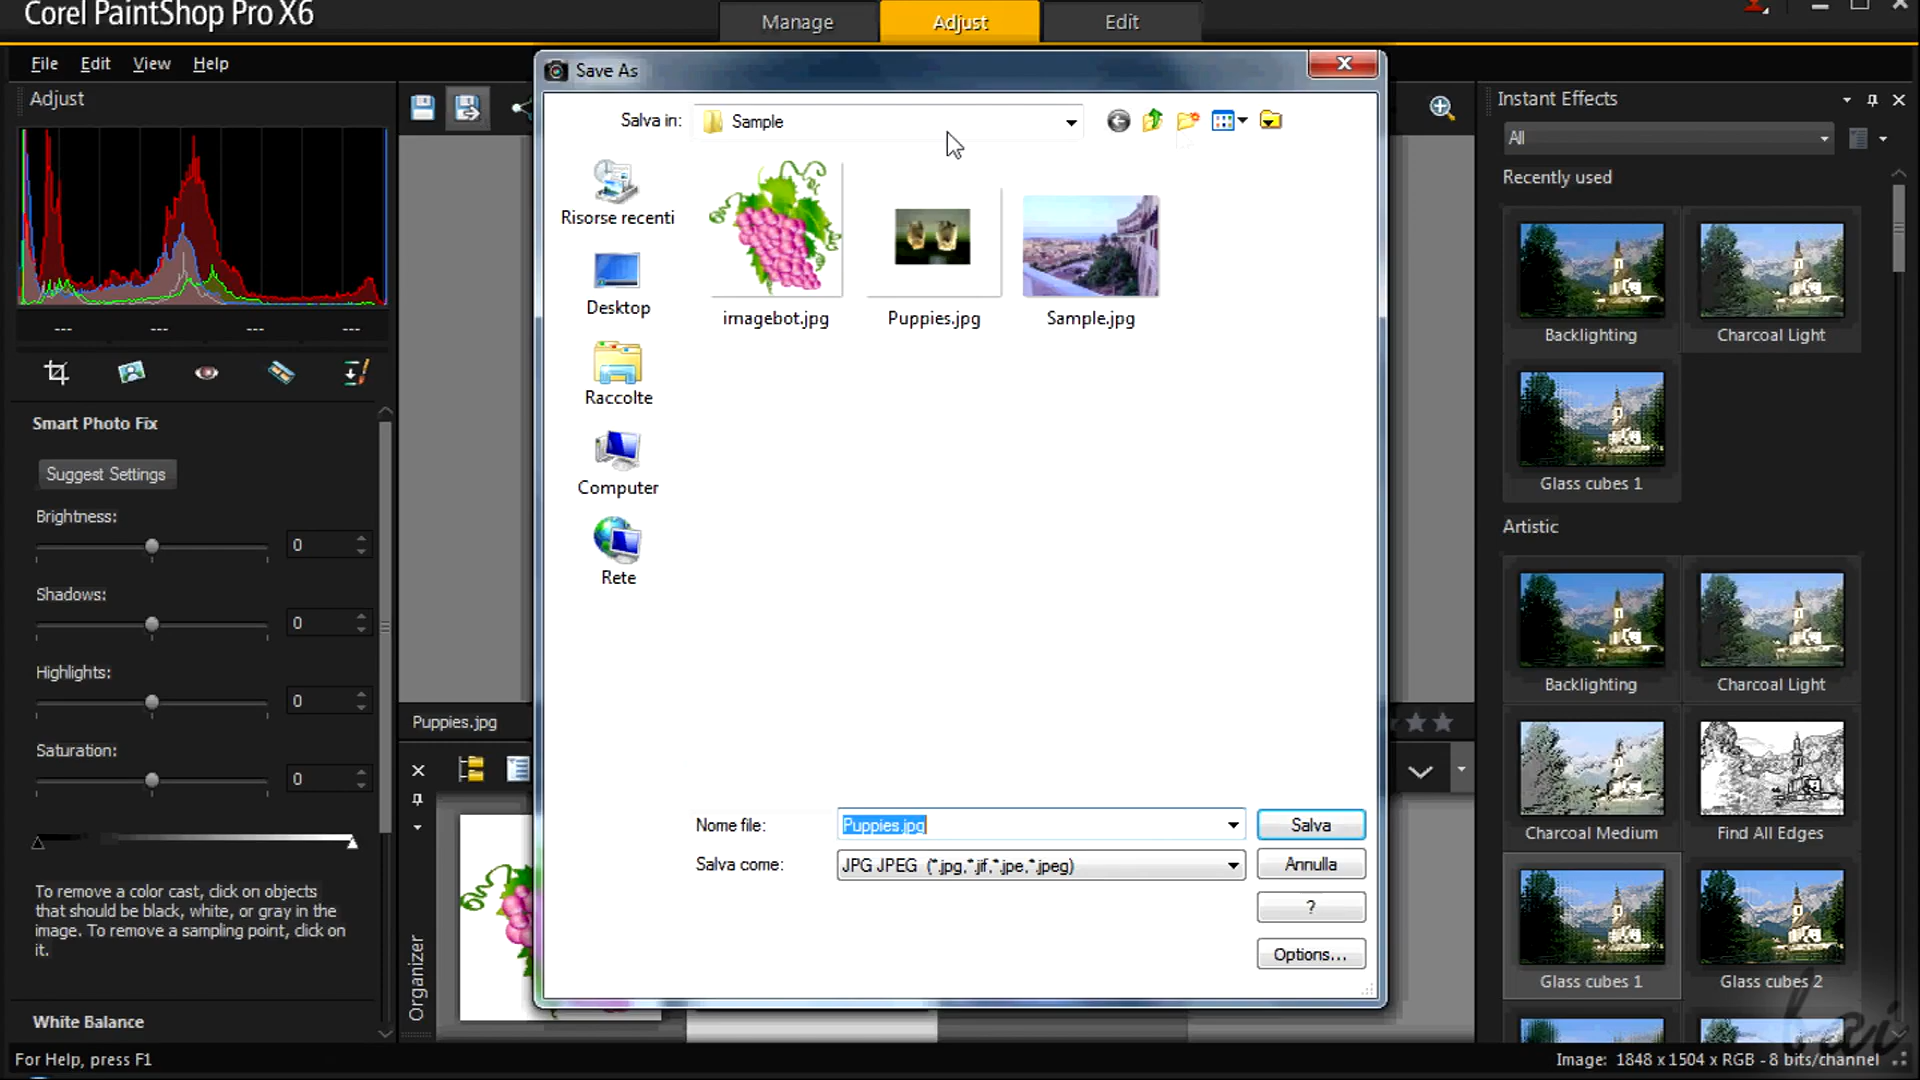 Corel PaintShop Pro X6
Manage
Adjust
Edit
File
Edit
View
Help
Adjust
---
---
---
---
Smart Photo Fix
Suggest Settings
Brightness:
0
Shadows:
0
Highlights:
0
Saturation:
0
To remove a color cast, click on objects
that should be black, white, or gray in the
image. To remove a sampling point, click on
it.
White Balance
For Help, press F1
Puppies.jpg
Organizer
Save As
Salva in:
Sample
Risorse recenti
Desktop
Raccolte
Computer
Rete
imagebot.jpg
Puppies.jpg
Sample.jpg
Nome file:
Puppies.jpg
Salva
Salva come:
JPG JPEG (*.jpg,*.jif,*.jpe,*.jpeg)
Annulla
?
Options...
Instant Effects
All
Recently used
Backlighting
Charcoal Light
Glass cubes 1
Artistic
Backlighting
Charcoal Light
Charcoal Medium
Find All Edges
Glass cubes 1
Glass cubes 2
Image: 1848 x 1504 x RGB - 8 bits/channel